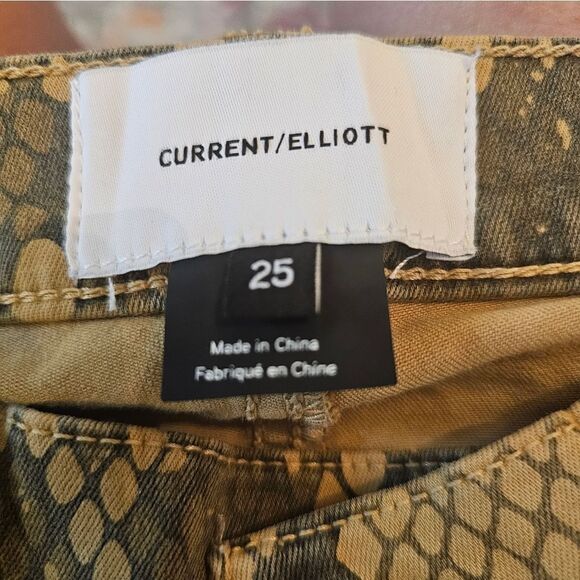 CURRENT/ELLIOTT
25
Made in China
Fabriqué en Chine